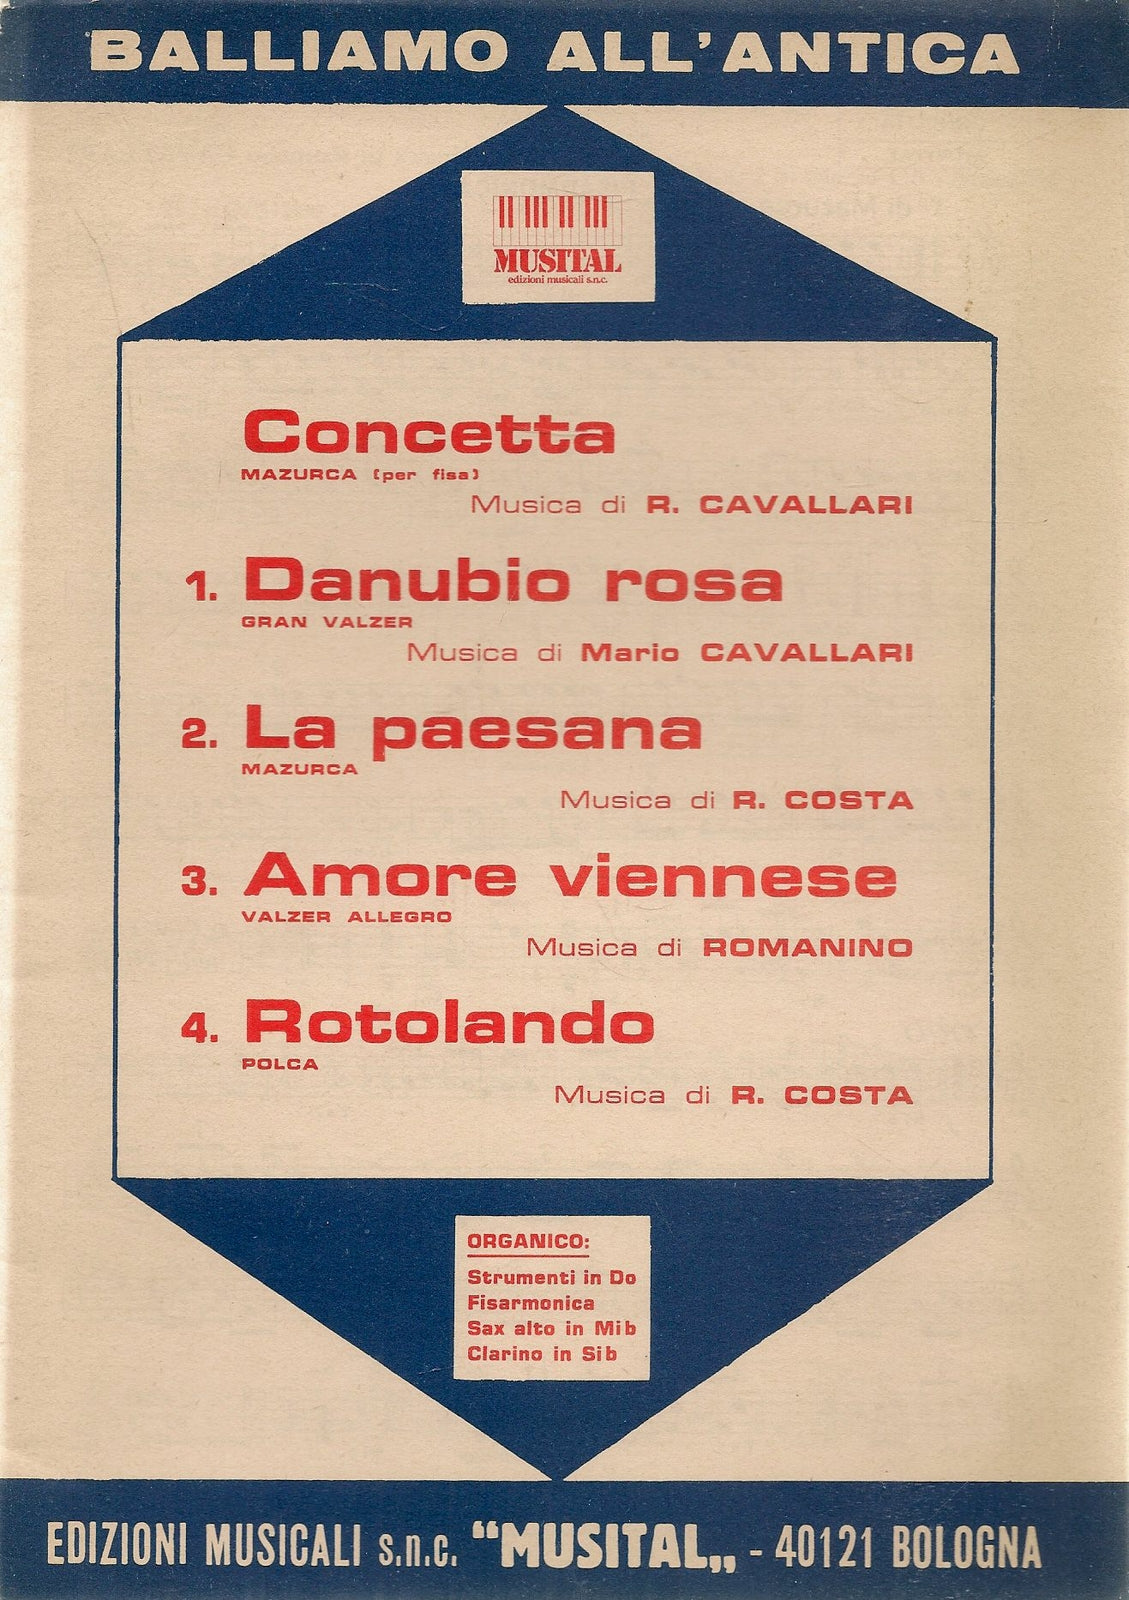 BALLIAMO ALL'ANTICA
MUSITAL
edizioni musicali s.n.c.
Concetta
MAZURCA (per fisa)
Musica di R. CAVALLARI
1. Danubio rosa
GRAN VALZER
Musica di Mario CAVALLARI
2. La paesana
MAZURCA
Musica di R. COSTA
3. Amore viennese
VALZER ALLEGRO
Musica di ROMANINO
4. Rotolando
POLCA
Musica di R. COSTA
ORGANICO:
Strumenti in Do
Fisarmonica
Sax alto in Mib
Clarino in Sib
EDIZIONI MUSICALI s.n.c. “MUSITAL„ - 40121 BOLOGNA